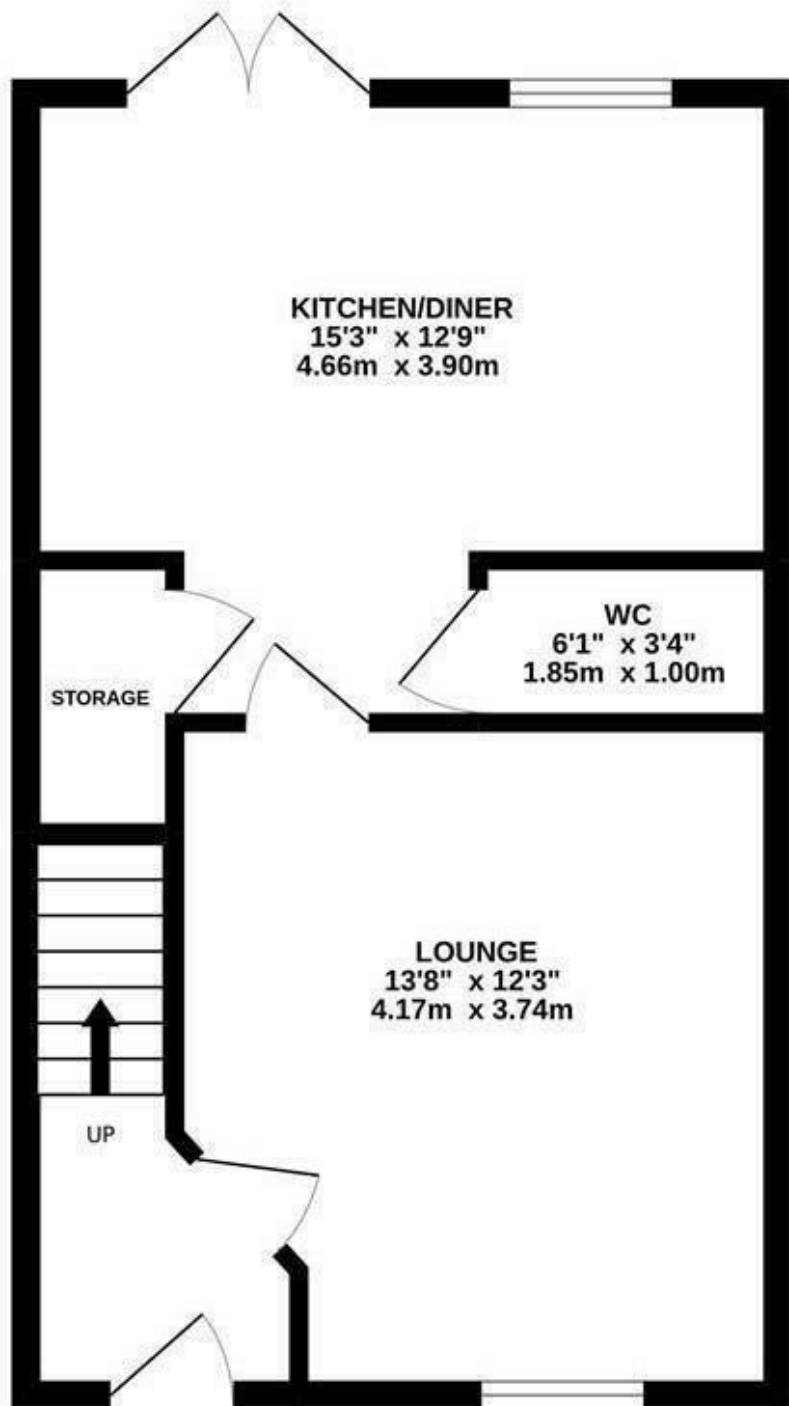 KITCHEN/DINER
15'3" x 12'9"
4.66m x 3.90m
WC
6'1" x 3'4"
1.85m x 1.00m
STORAGE
LOUNGE
13'8" x 12'3"
4.17m x 3.74m
UP